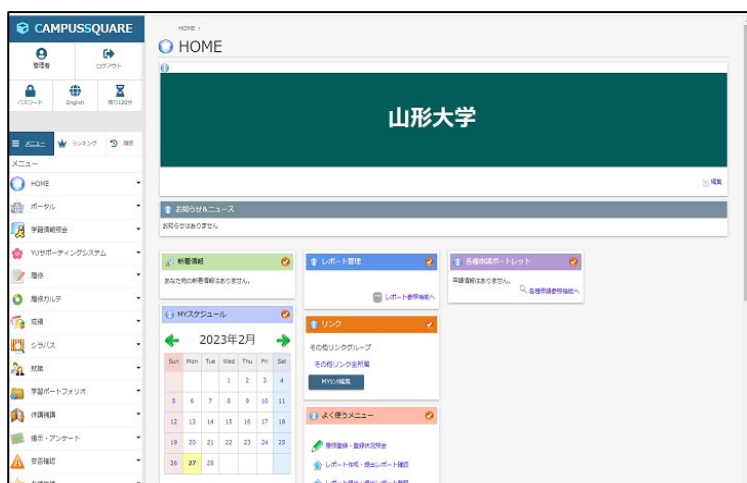 CAMPUSSQUARE
管理者
ログアウト
パスワード
English
残り120分
メニュー
ランキング
履歴
メニュー
HOME
ポータル
学籍情報照会
YUサポーティングシステム
履修
履修カルテ
成績
シラバス
就職
学習ポートフォリオ
休講補講
掲示・アンケート
安否確認
HOME ›
HOME
山形大学
編集
お知らせ&ニュース
お知らせはありません
新着情報
あなた宛の新着情報はありません。
MYスケジュール
2023年2月
Sun Mon Tue Wed Thu Fri Sat
1 2 3 4
5 6 7 8 9 10 11
12 13 14 15 16 17 18
19 20 21 22 23 24 25
26 27 28
レポート管理
レポート参照機能へ
リンク
その他リンクグループ
その他リンク全所属
MYリンク編集
よく使うメニュー
履修登録・登録状況照会
レポート作成・提出レポート確認
各種申請ポートレット
申請情報はありません。
各種申請参照機能へ